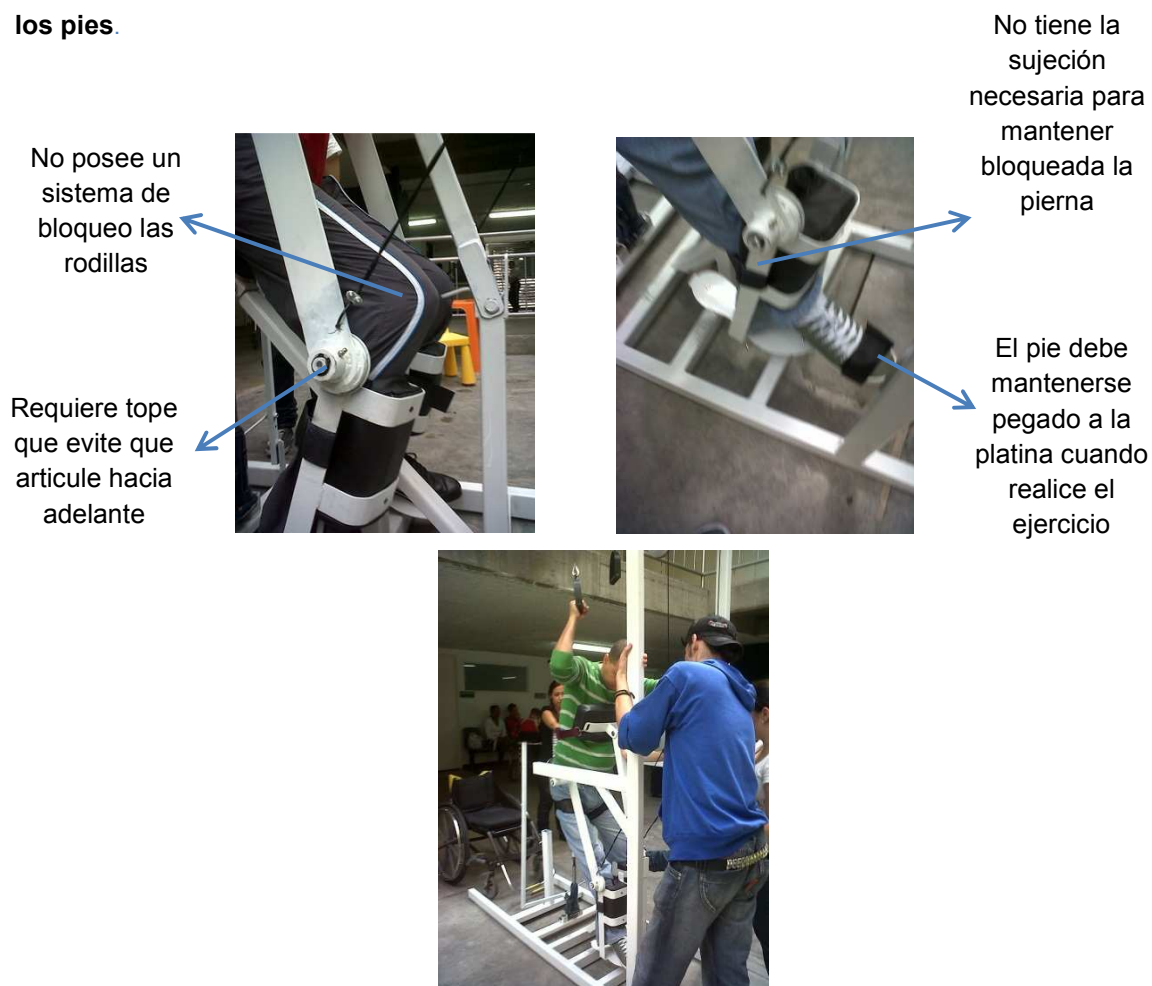 los pies.
No tiene la
sujeción
necesaria para
mantener
bloqueada la
pierna
No posee un
sistema de
bloqueo las
rodillas
Requiere tope
que evite que
articule hacia
adelante
El pie debe
mantenerse
pegado a la
platina cuando
realice el
ejercicio